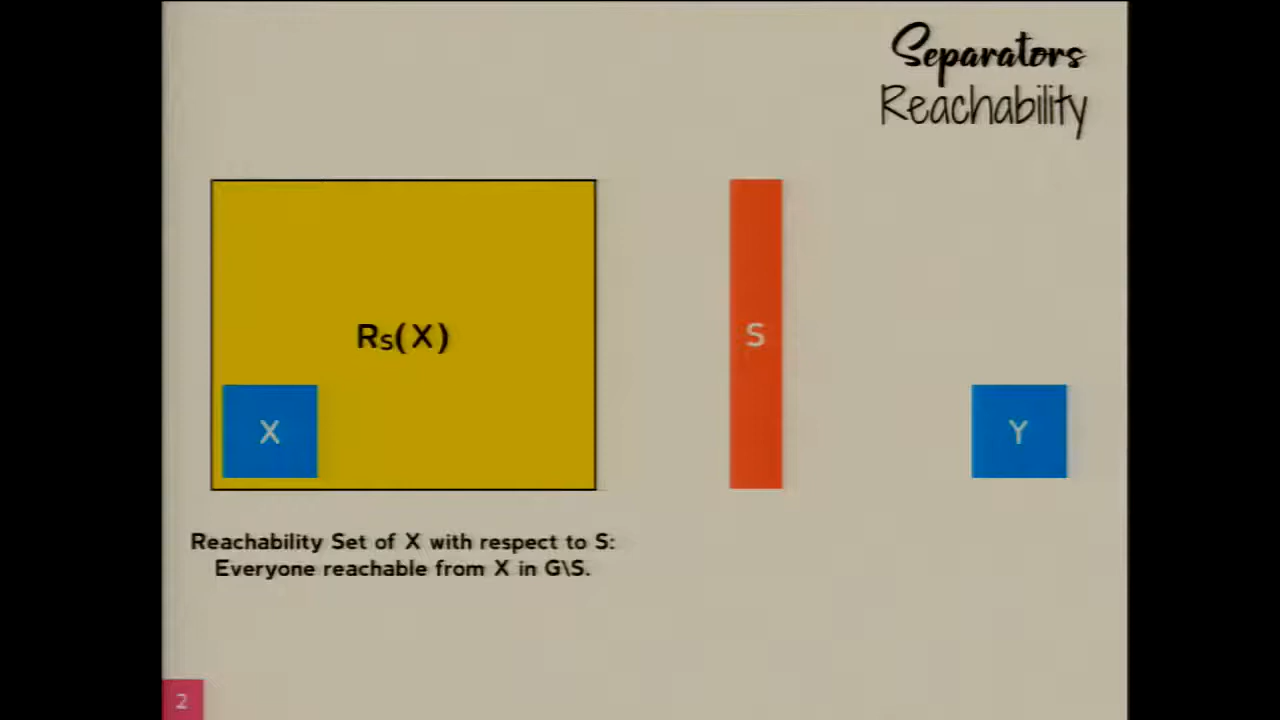 Separators
Reachability
Rs(X)
S
X
Y
Reachability Set of X with respect to S:
Everyone reachable from X in G\S.
2